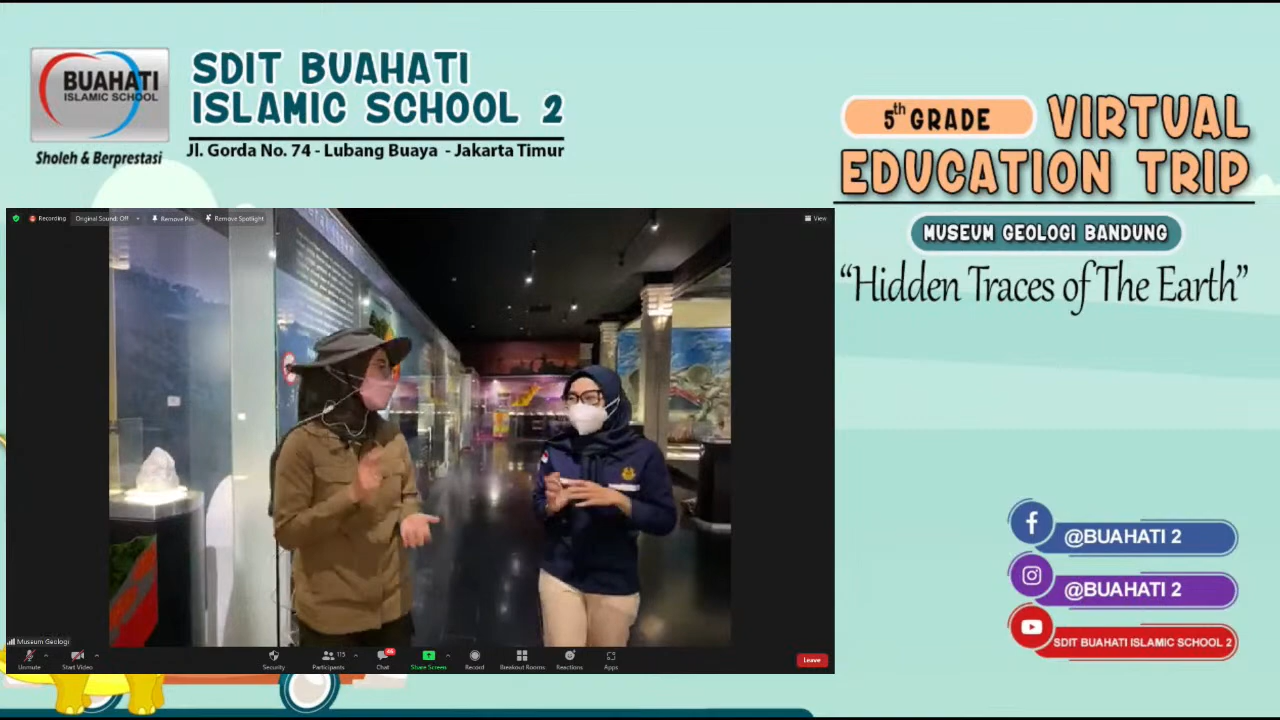 BUAHATI
ISLAMIC SCHOOL
Sholeh & Berprestasi
SDIT BUAHATI
ISLAMIC SCHOOL 2
Jl. Gorda No. 74 - Lubang Buaya - Jakarta Timur
5th GRADE VIRTUAL
EDUCATION TRIP
MUSEUM GEOLOGI BANDUNG
“Hidden Traces of The Earth”
Recording
Original Sound: Off
Remove Pin
Remove Spotlight
View
Museum Geologi
Unmute
Start Video
Security
Participants
115
Chat
Share Screen
Record
Breakout Rooms
Reactions
Apps
Leave
@BUAHATI 2
@BUAHATI 2
SDIT BUAHATI ISLAMIC SCHOOL 2